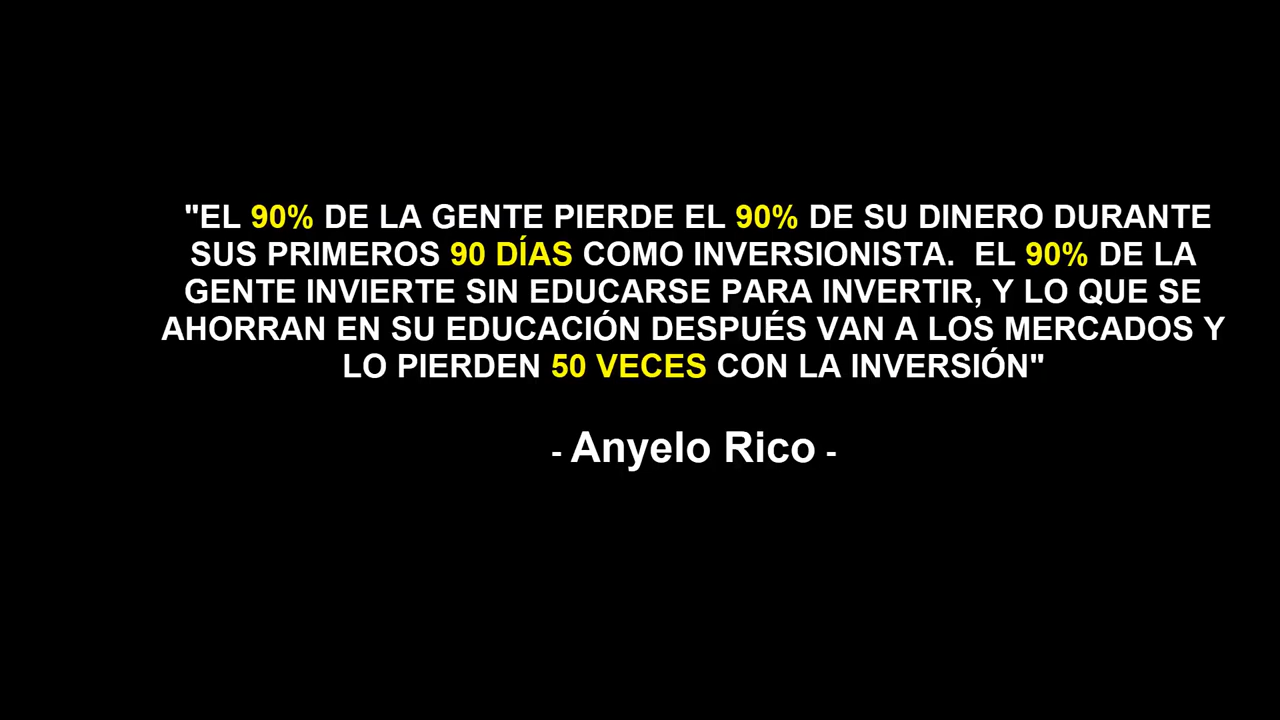 "EL 90% DE LA GENTE PIERDE EL 90% DE SU DINERO DURANTE
SUS PRIMEROS 90 DÍAS COMO INVERSIONISTA.  EL 90% DE LA
GENTE INVIERTE SIN EDUCARSE PARA INVERTIR, Y LO QUE SE
AHORRAN EN SU EDUCACIÓN DESPUÉS VAN A LOS MERCADOS Y
LO PIERDEN 50 VECES CON LA INVERSIÓN"
- Anyelo Rico -